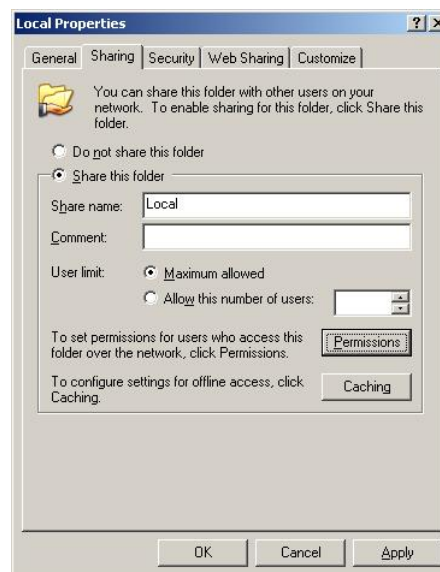 Local Properties
General Sharing Security Web Sharing Customize
You can share this folder with other users on your
network. To enable sharing for this folder, click Share this
folder.
Do not share this folder
Share this folder
Share name: Local
Comment:
User limit: Maximum allowed
Allow this number of users:
To set permissions for users who access this
folder over the network, click Permissions.
Permissions
To configure settings for offline access, click
Caching.
Caching
OK Cancel Apply